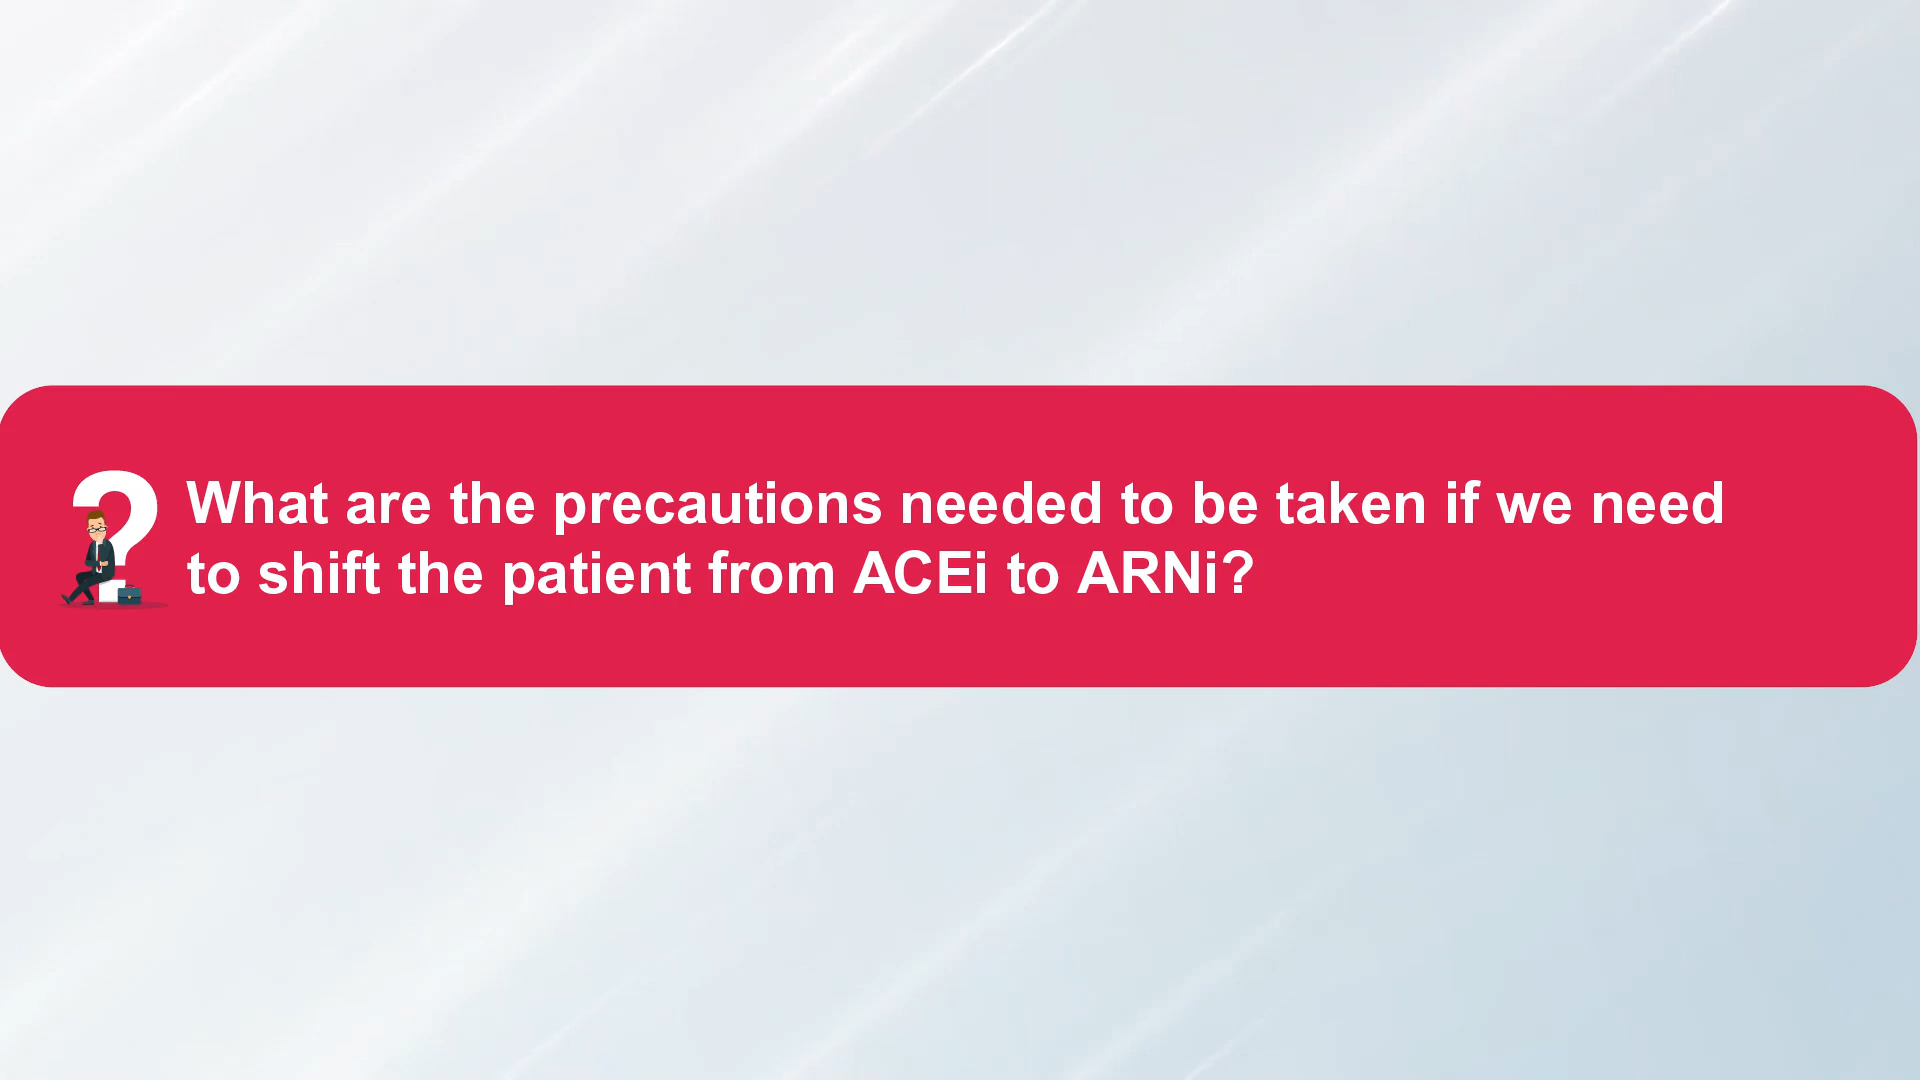 What are the precautions needed to be taken if we need
to shift the patient from ACEi to ARNi?